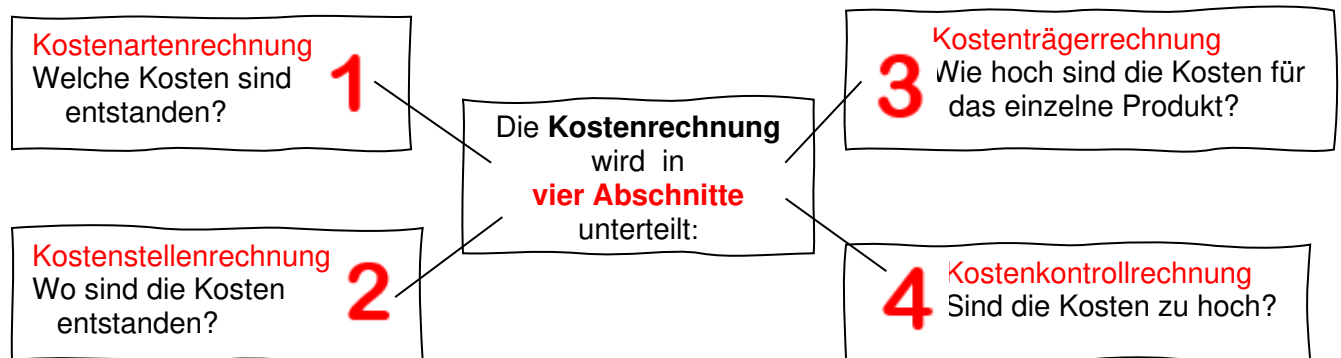 Kostenartenrechnung
Welche Kosten sind
entstanden?
1
Kostenstellenrechnung
Wo sind die Kosten
entstanden?
2
Die Kostenrechnung
wird in
vier Abschnitte
unterteilt:
3
Kostenträgerrechnung
Wie hoch sind die Kosten für
das einzelne Produkt?
4
Kostenkontrollrechnung
Sind die Kosten zu hoch?